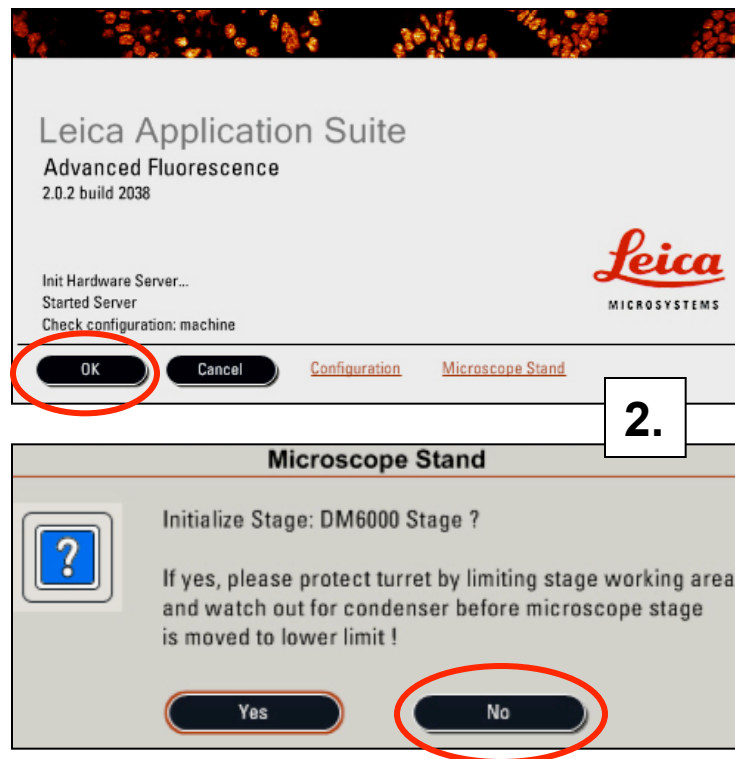 Leica Application Suite
Advanced Fluorescence
2.0.2 build 2038
Leica
MICROSYSTEMS
Init Hardware Server...
Started Server
Check configuration: machine
OK Cancel Configuration Microscope Stand
2.
Microscope Stand
Initialize Stage: DM6000 Stage ?
If yes, please protect turret by limiting stage working area
and watch out for condenser before microscope stage
is moved to lower limit !
Yes No